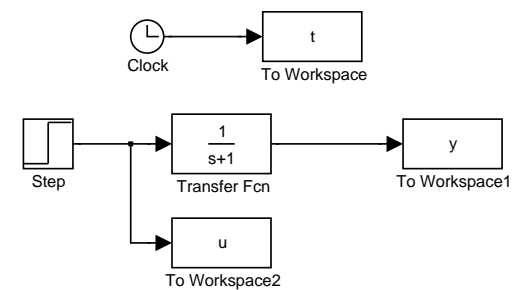 t
Clock
To Workspace
1
s+1
y
Step
Transfer Fcn
To Workspace1
u
To Workspace2